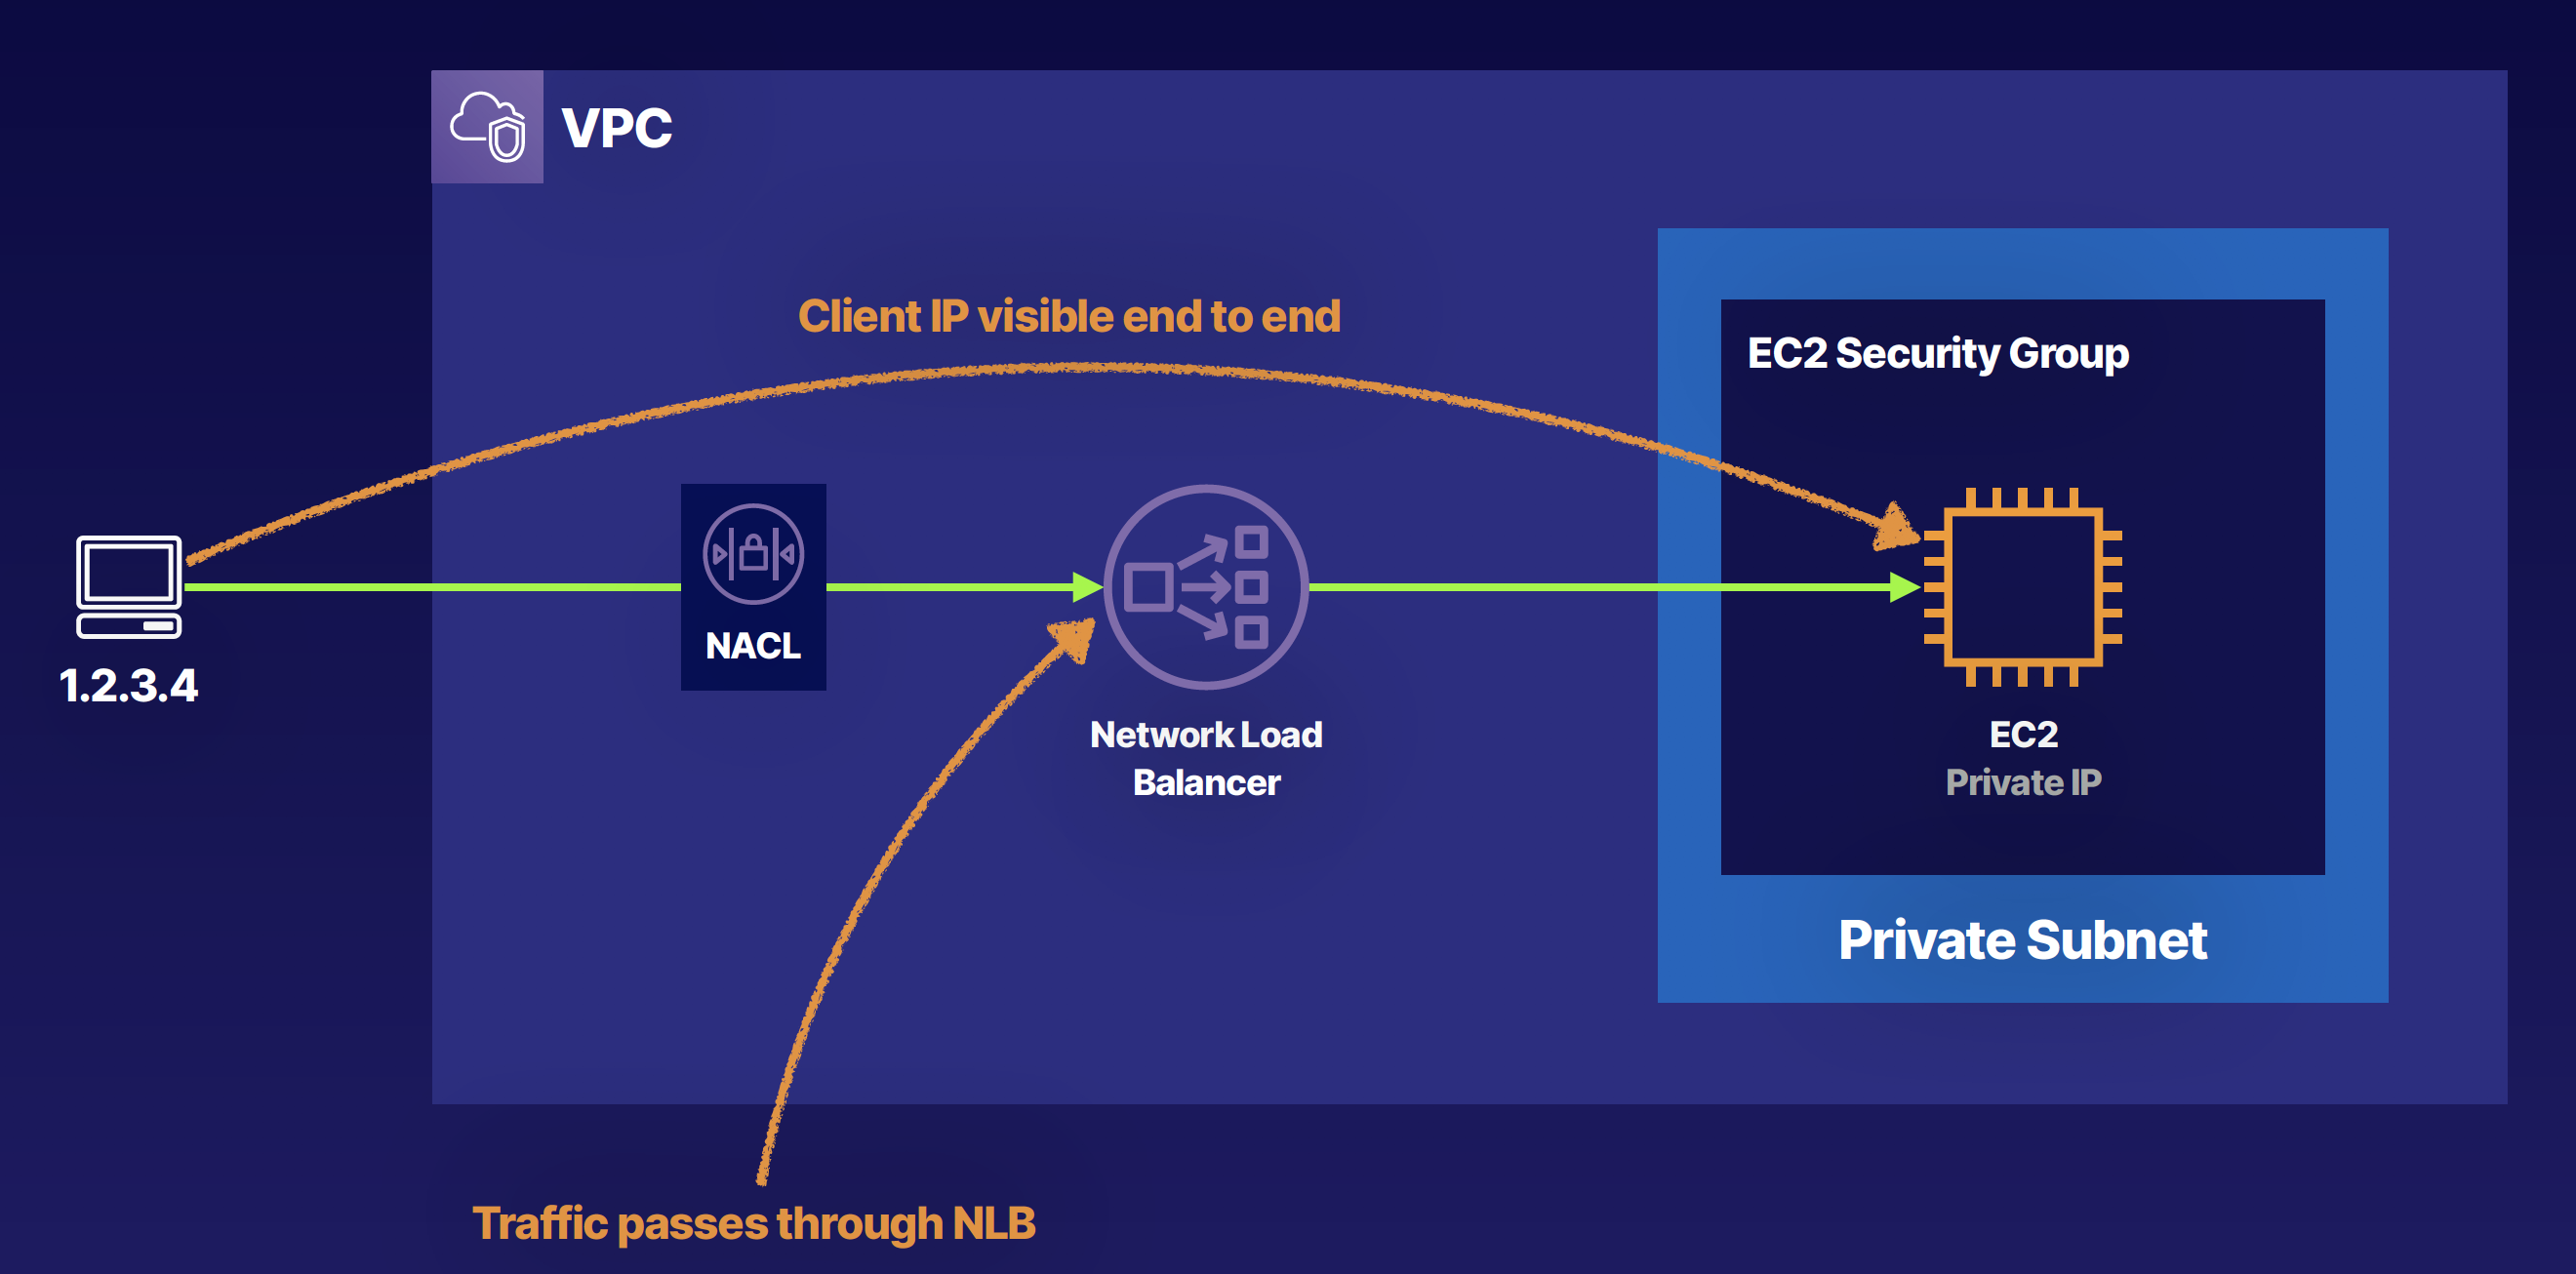 VPC
Client IP visible end to end
EC2 Security Group
NACL
1.2.3.4
Network Load
Balancer
EC2
Private IP
Private Subnet
Traffic passes through NLB